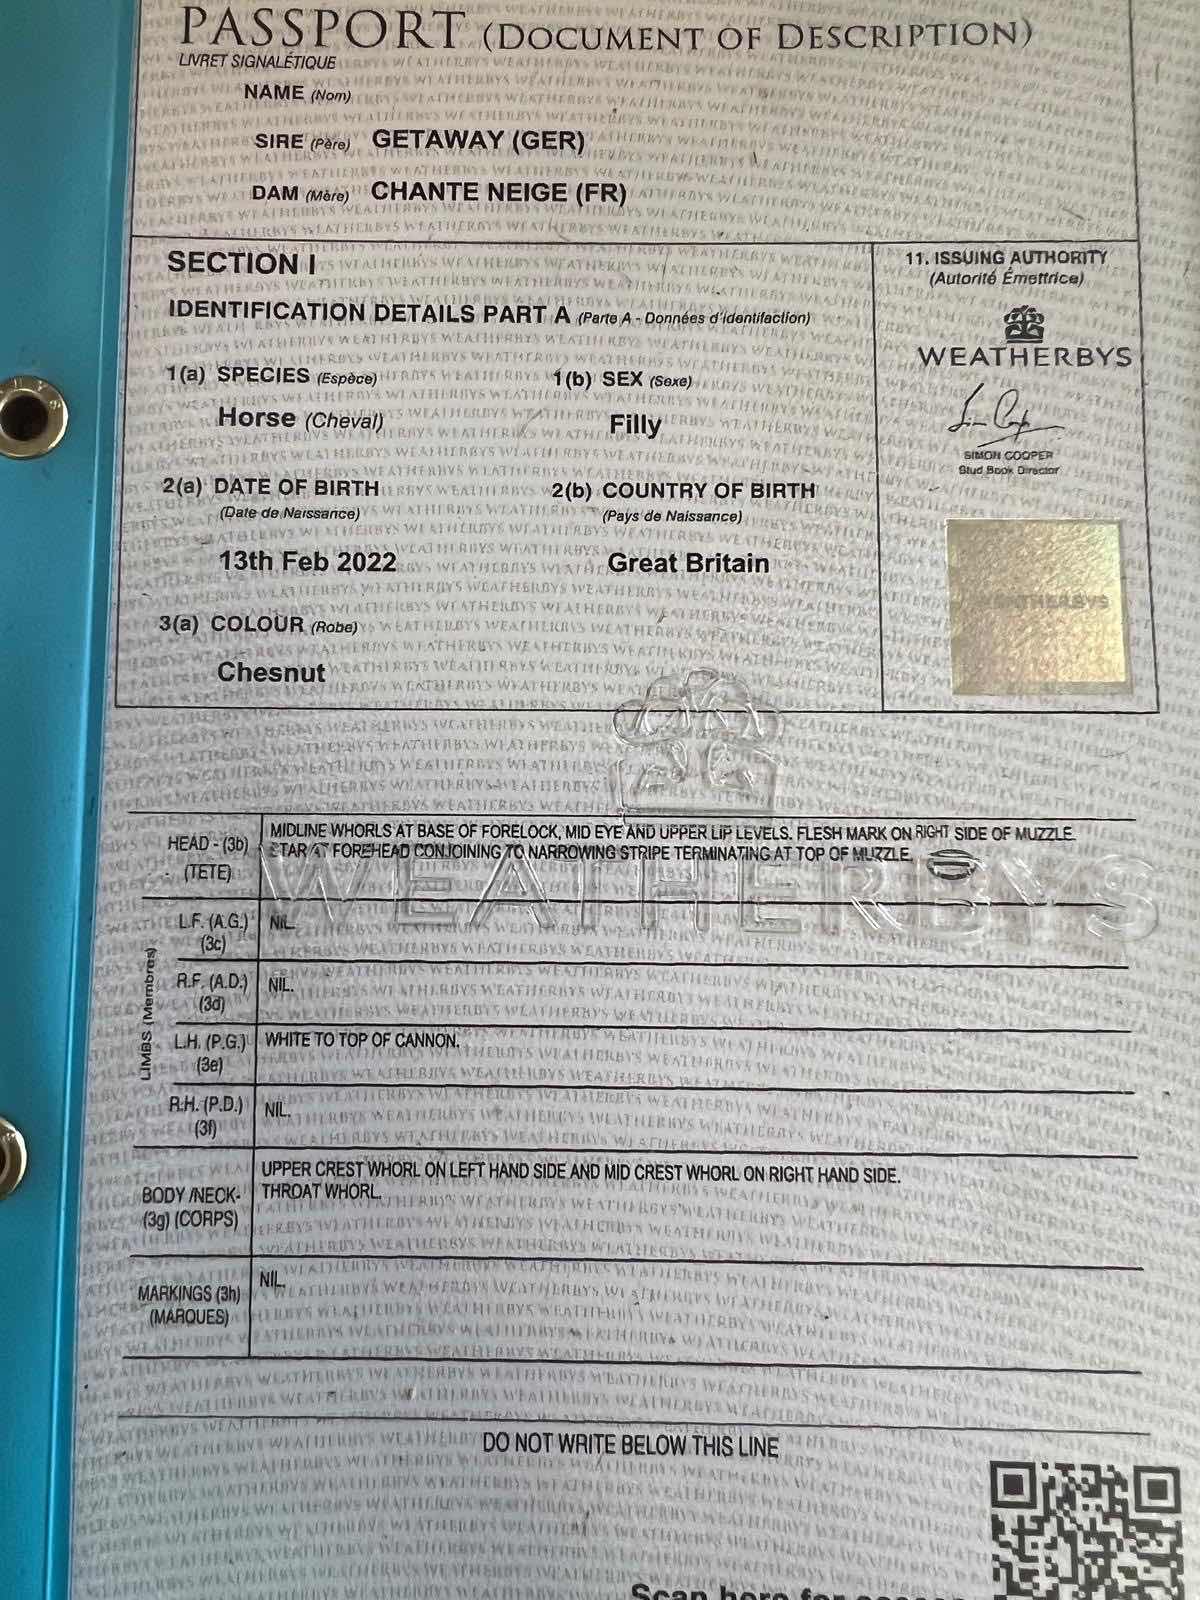 PASSPORT (DOCUMENT OF DESCRIPTION)
LIVRET SIGNALÉTIQUE
NAME (Nom)
SIRE (Père) GETAWAY (GER)
DAM (Mère) CHANTE NEIGE (FR)
SECTION I
IDENTIFICATION DETAILS PART A (Parte A - Données d'identifaction)
1(a) SPECIES (Espèce)
Horse (Cheval)
1(b) SEX (Sexe)
Filly
2(a) DATE OF BIRTH
(Date de Naissance)
13th Feb 2022
2(b) COUNTRY OF BIRTH
(Pays de Naissance)
Great Britain
3(a) COLOUR (Robe)
Chesnut
11. ISSUING AUTHORITY
(Autorité Émettrice)
WEATHERBYS
SIMON COOPER
Stud Book Director
WEATHERBYS
WEATHERBYS
HEAD - (3b)
(TETE)
MIDLINE WHORLS AT BASE OF FORELOCK, MID EYE AND UPPER LIP LEVELS. FLESH MARK ON RIGHT SIDE OF MUZZLE.
STAR AT FOREHEAD CONJOINING TO NARROWING STRIPE TERMINATING AT TOP OF MUZZLE.
LIMBS (Membres)
L.F. (A.G.)
(3c)
NIL.
R.F. (A.D.)
(3d)
NIL.
L.H. (P.G.)
(3e)
WHITE TO TOP OF CANNON.
R.H. (P.D.)
(3f)
NIL.
BODY /NECK-
(3g) (CORPS)
UPPER CREST WHORL ON LEFT HAND SIDE AND MID CREST WHORL ON RIGHT HAND SIDE.
THROAT WHORL.
MARKINGS (3h)
(MARQUES)
NIL.
DO NOT WRITE BELOW THIS LINE
Scan here for